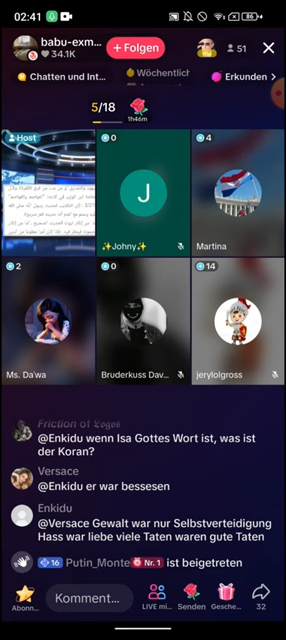 02:41
86
babu-exm...
34.1K
+ Folgen
51
Chatten und Int...
Wöchentlich
Erkunden >
5/18
1h46m
Host
0
✨Johny✨
4
Martina
2
Ms. Da'wa
0
Bruderkuss Dav...
14
jerylolgross
Friction of Logos
@Enkidu wenn Isa Gottes Wort ist, was ist
der Koran?
Versace
@Enkidu er war bessesen
Enkidu
@Versace Gewalt war nur Selbstverteidigung
Hass war liebe viele Taten waren gute Taten
16 Putin_Monte Nr. 1 ist beigetreten
Abonn...
Komment...
LIVE mi...
Senden
Gesche...
32